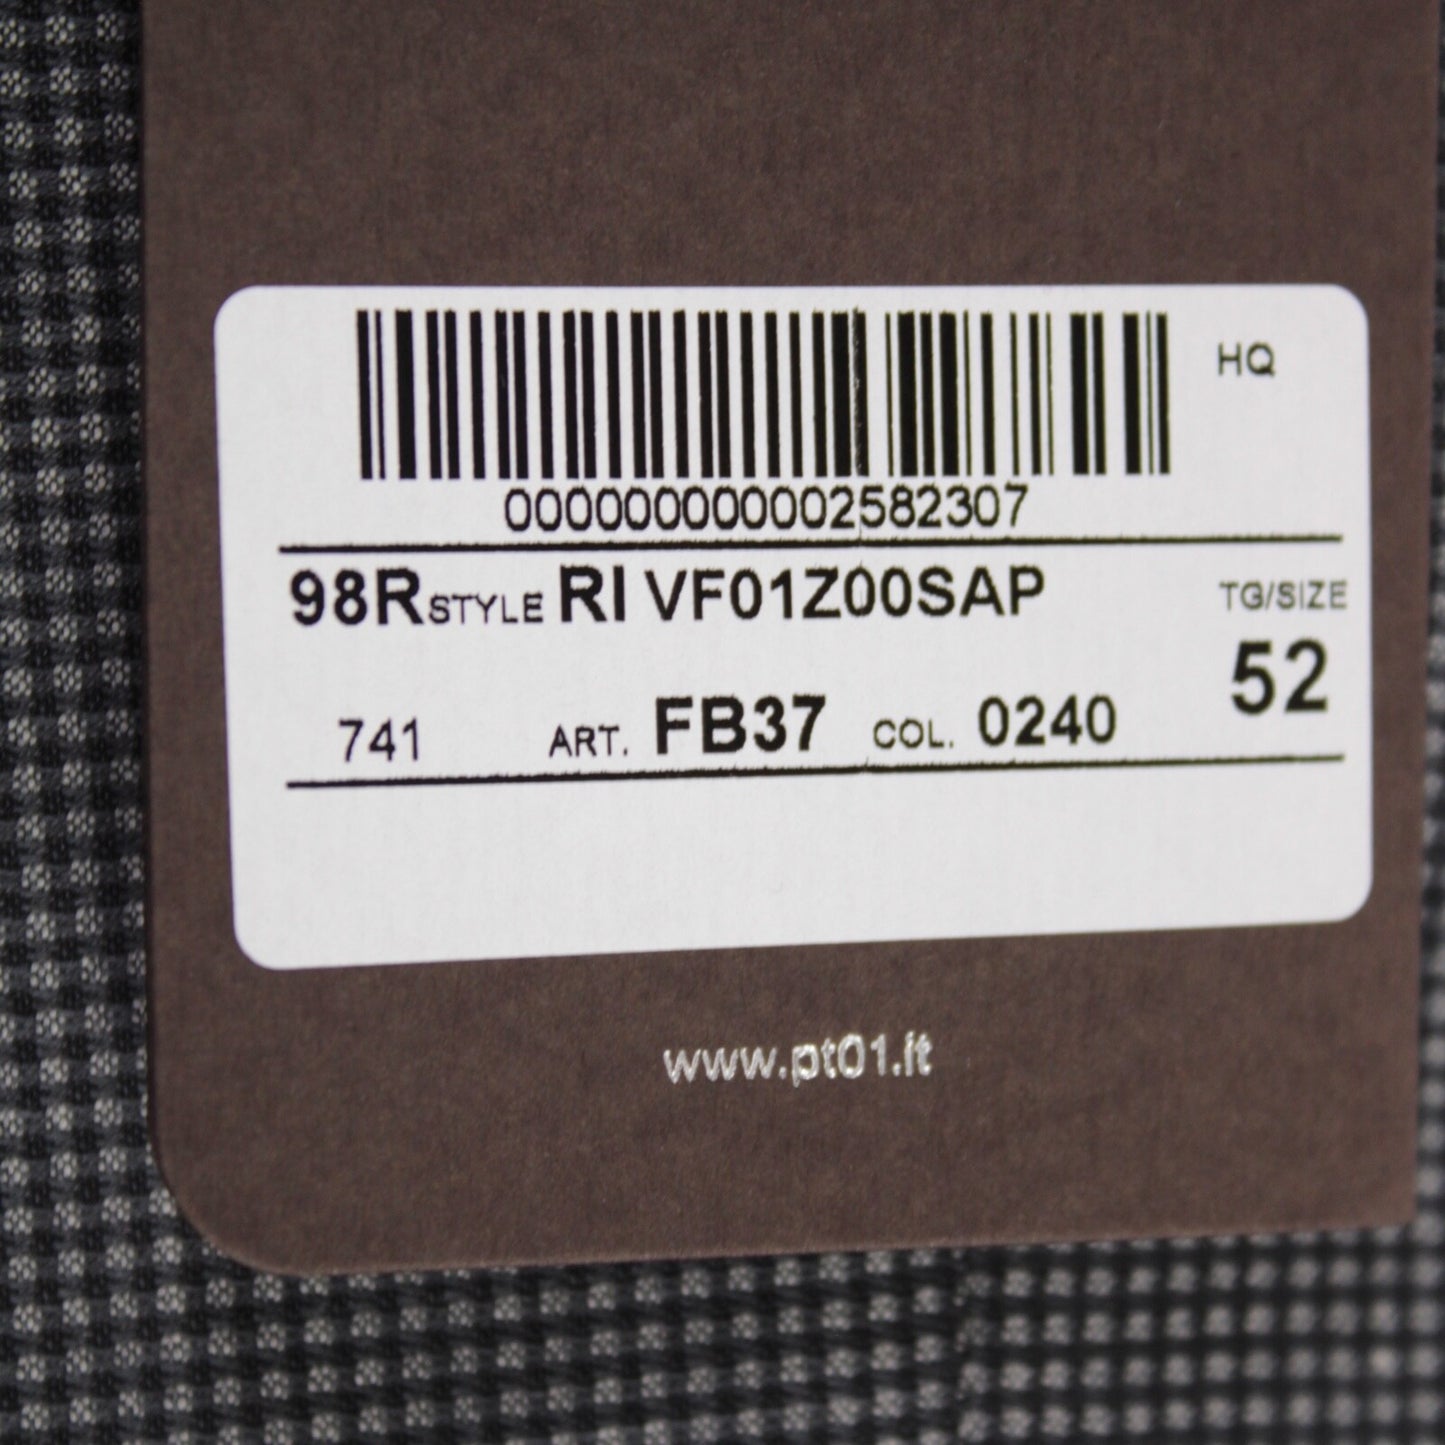 HQ
000000000002582307
98R STYLE RI VF01Z00SAP TG/SIZE
52
741 ART. FB37 COL. 0240
www.pt01.it